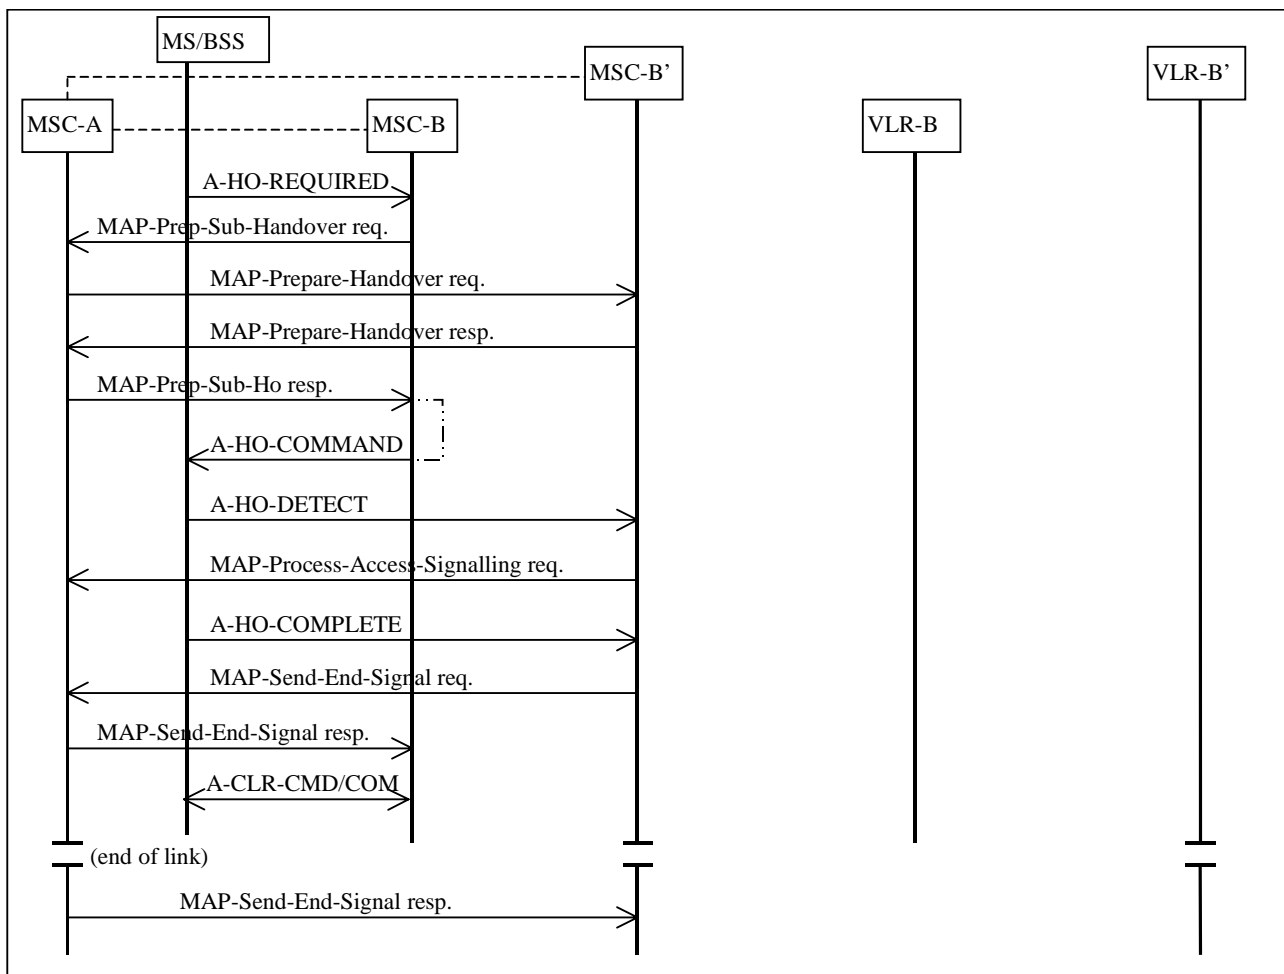 MS/BSS
MSC-B’
VLR-B’
MSC-A
MSC-B
VLR-B
A-HO-REQUIRED
MAP-Prep-Sub-Handover req.
MAP-Prepare-Handover req.
MAP-Prepare-Handover resp.
MAP-Prep-Sub-Ho resp.
A-HO-COMMAND
A-HO-DETECT
MAP-Process-Access-Signalling req.
A-HO-COMPLETE
MAP-Send-End-Signal req.
MAP-Send-End-Signal resp.
A-CLR-CMD/COM
(end of link)
MAP-Send-End-Signal resp.